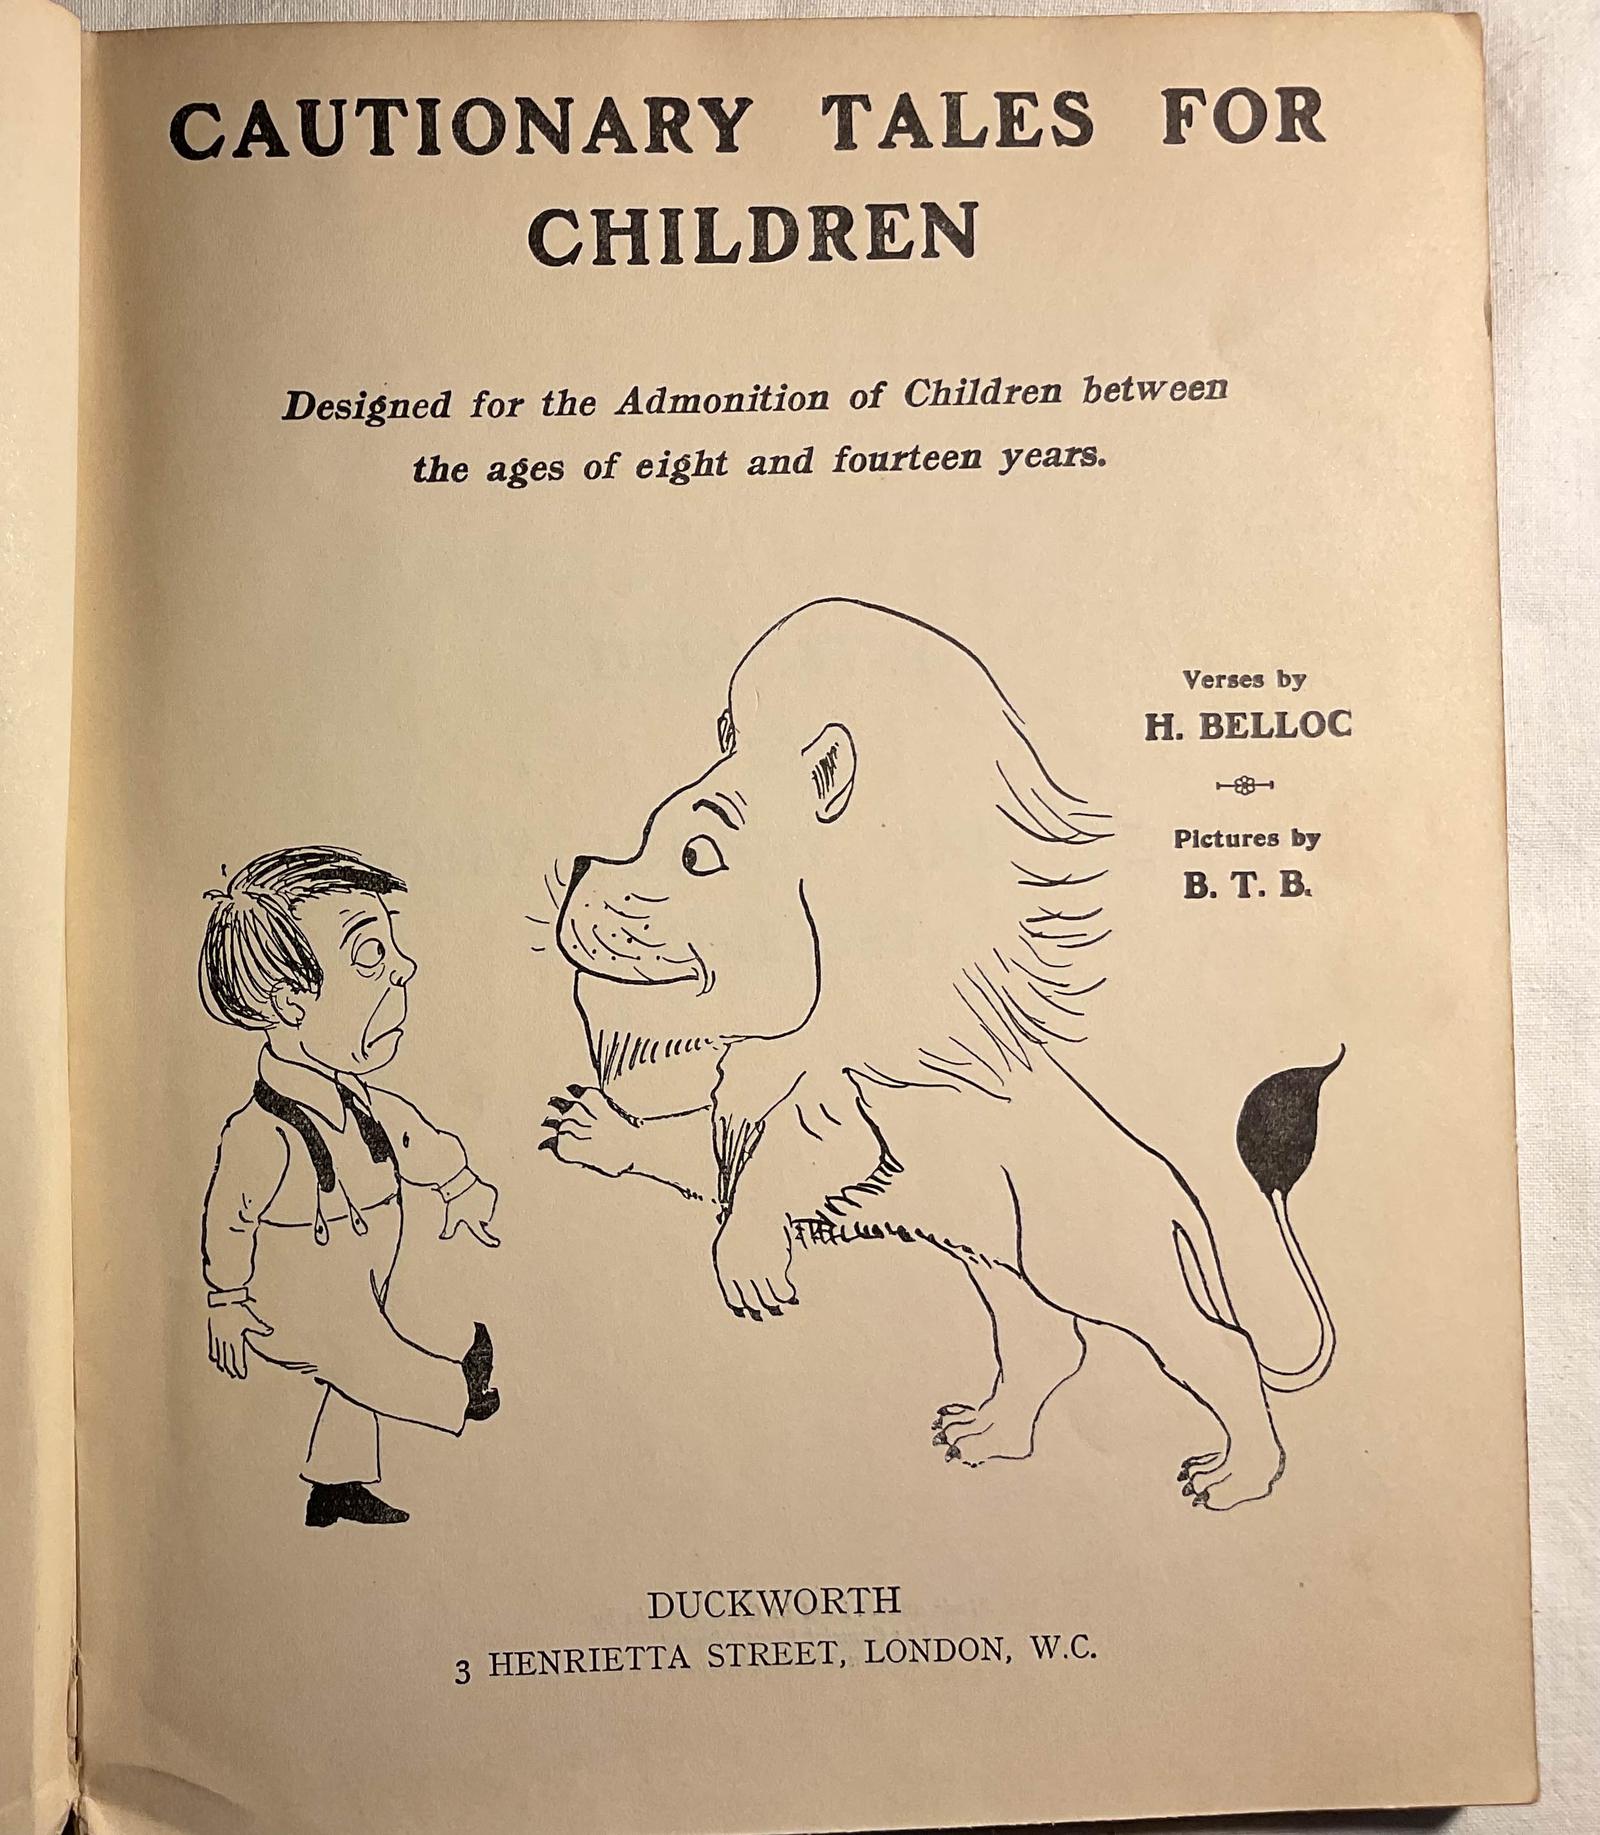 CAUTIONARY TALES FOR
CHILDREN
Designed for the Admonition of Children between
the ages of eight and fourteen years.
Verses by
H. BELLOC
Pictures by
B. T. B.
DUCKWORTH
3 HENRIETTA STREET, LONDON, W.C.